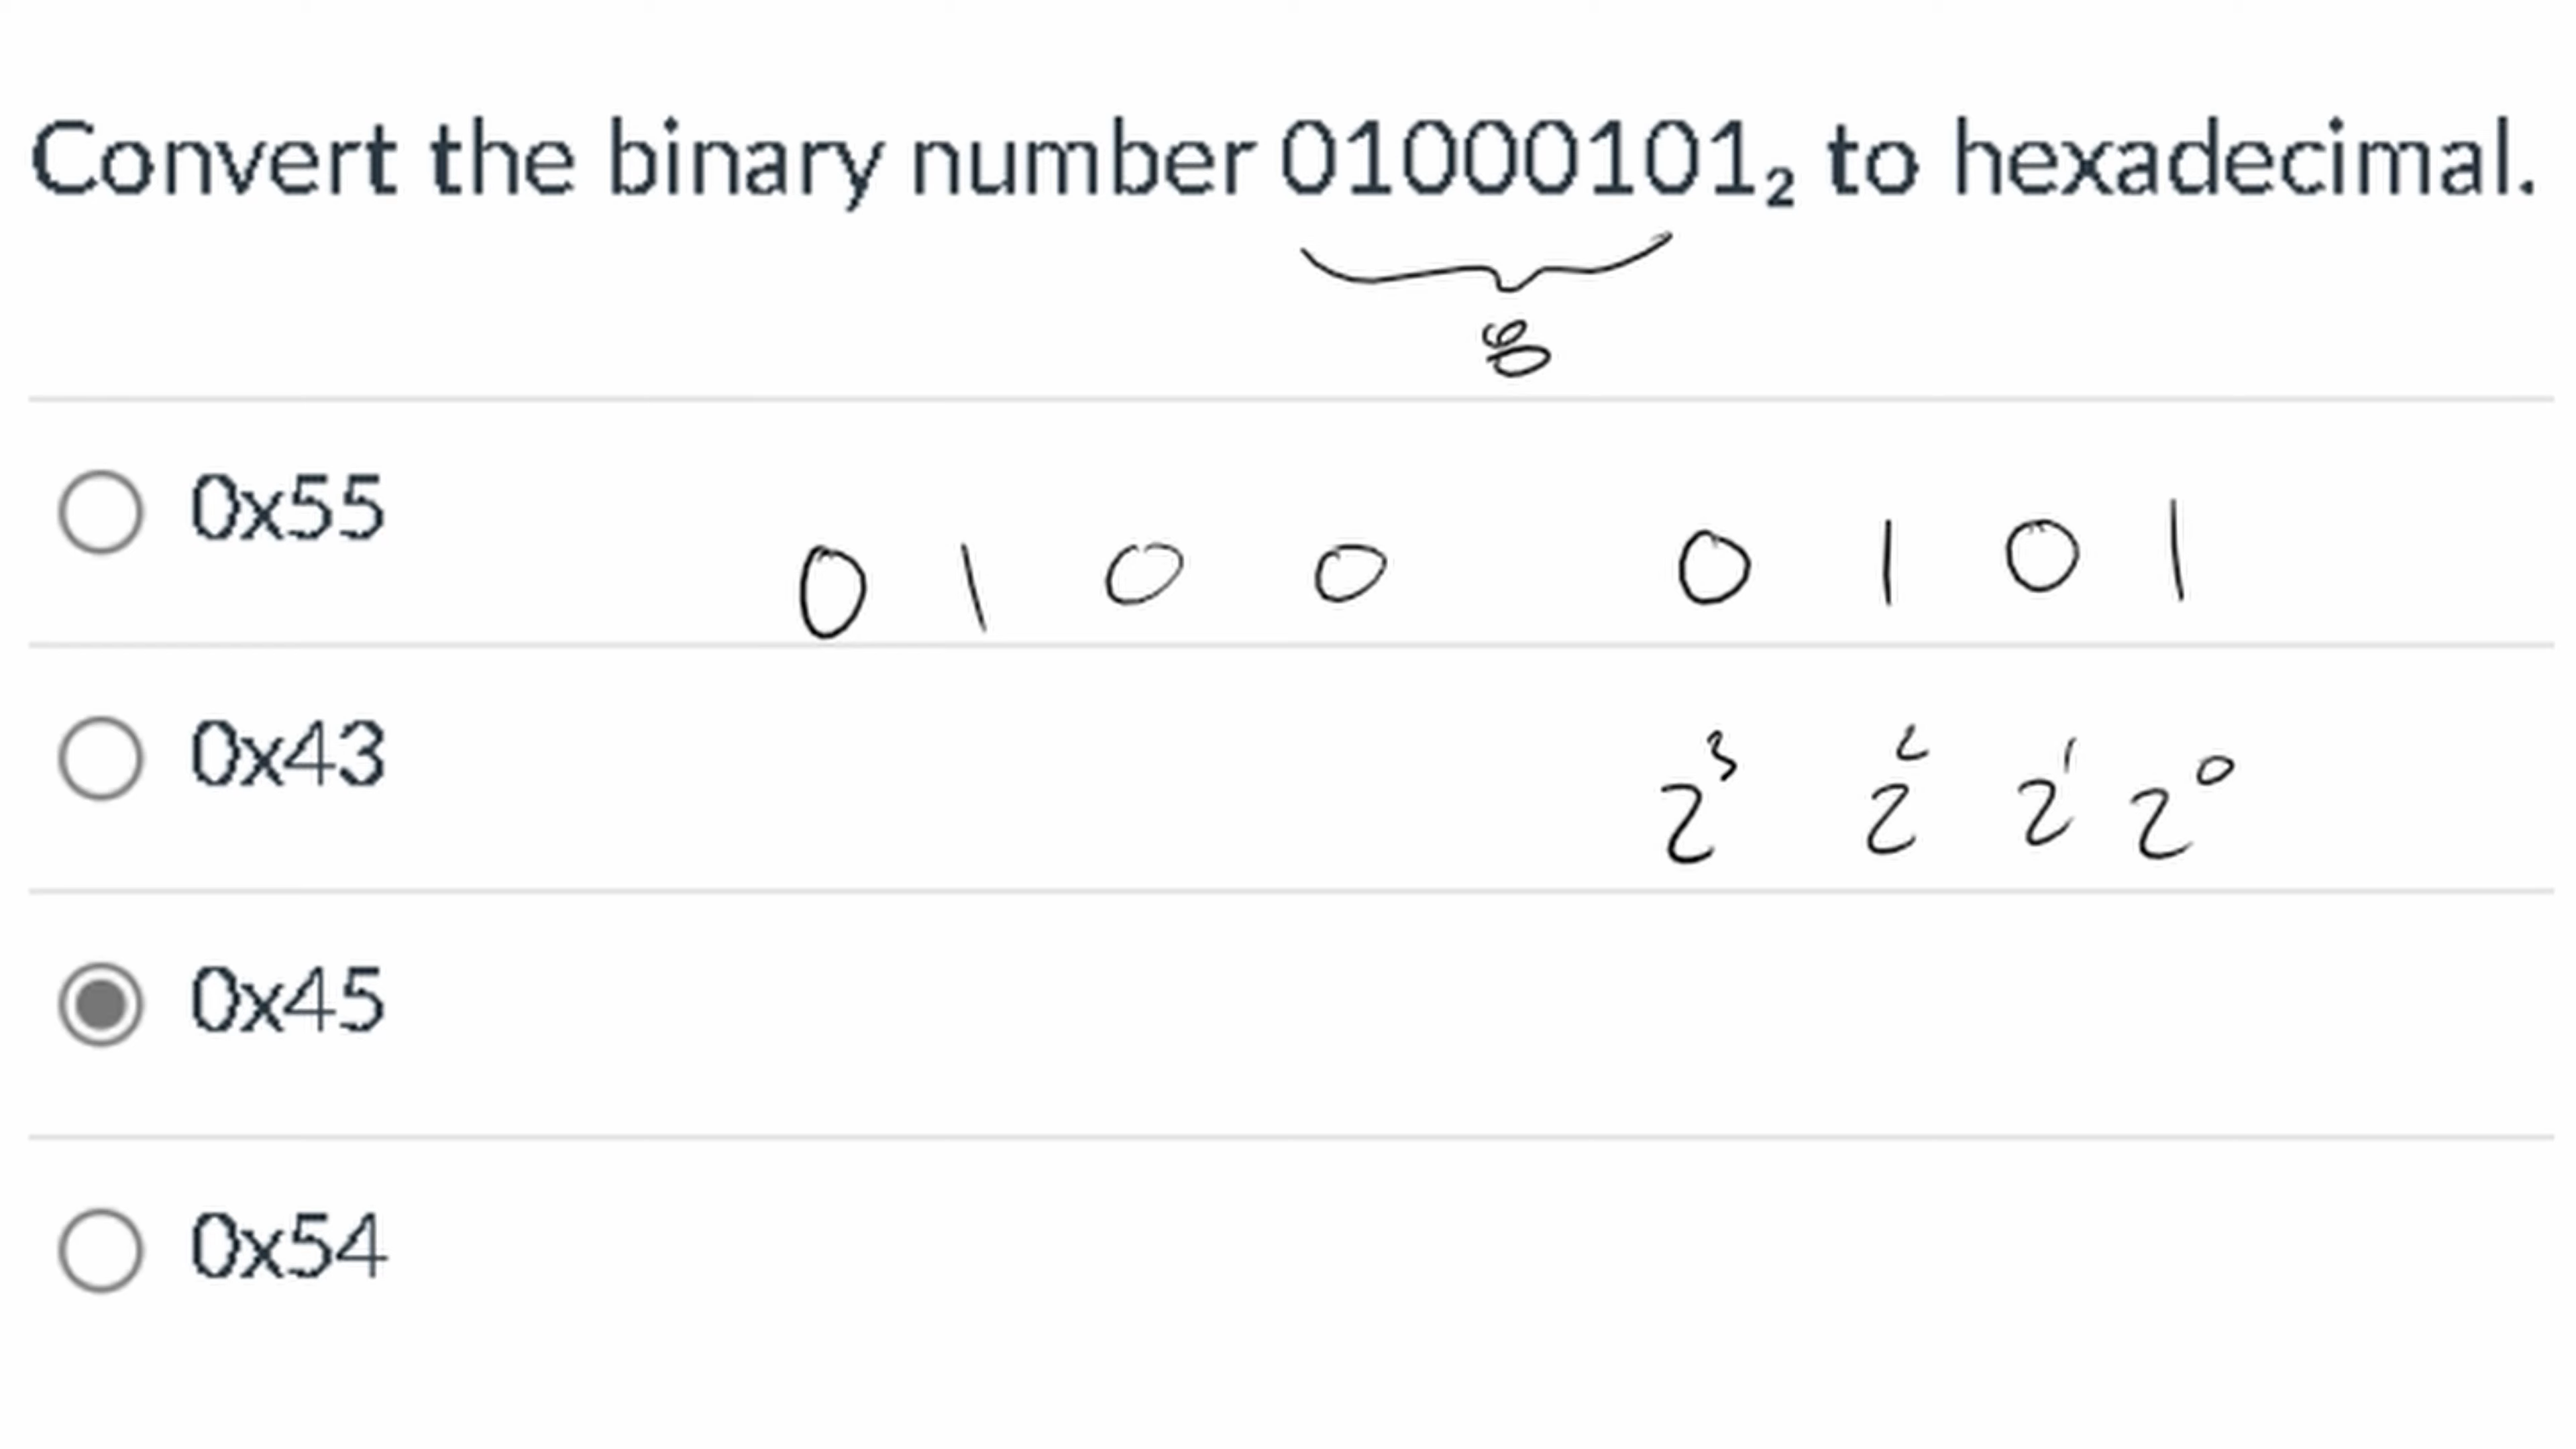 Convert the binary number 01000101₂ to hexadecimal.
8
0x55
0 1 0 0 0 1 0 1
0x43
2³ 2² 2¹ 2⁰
0x45
0x54